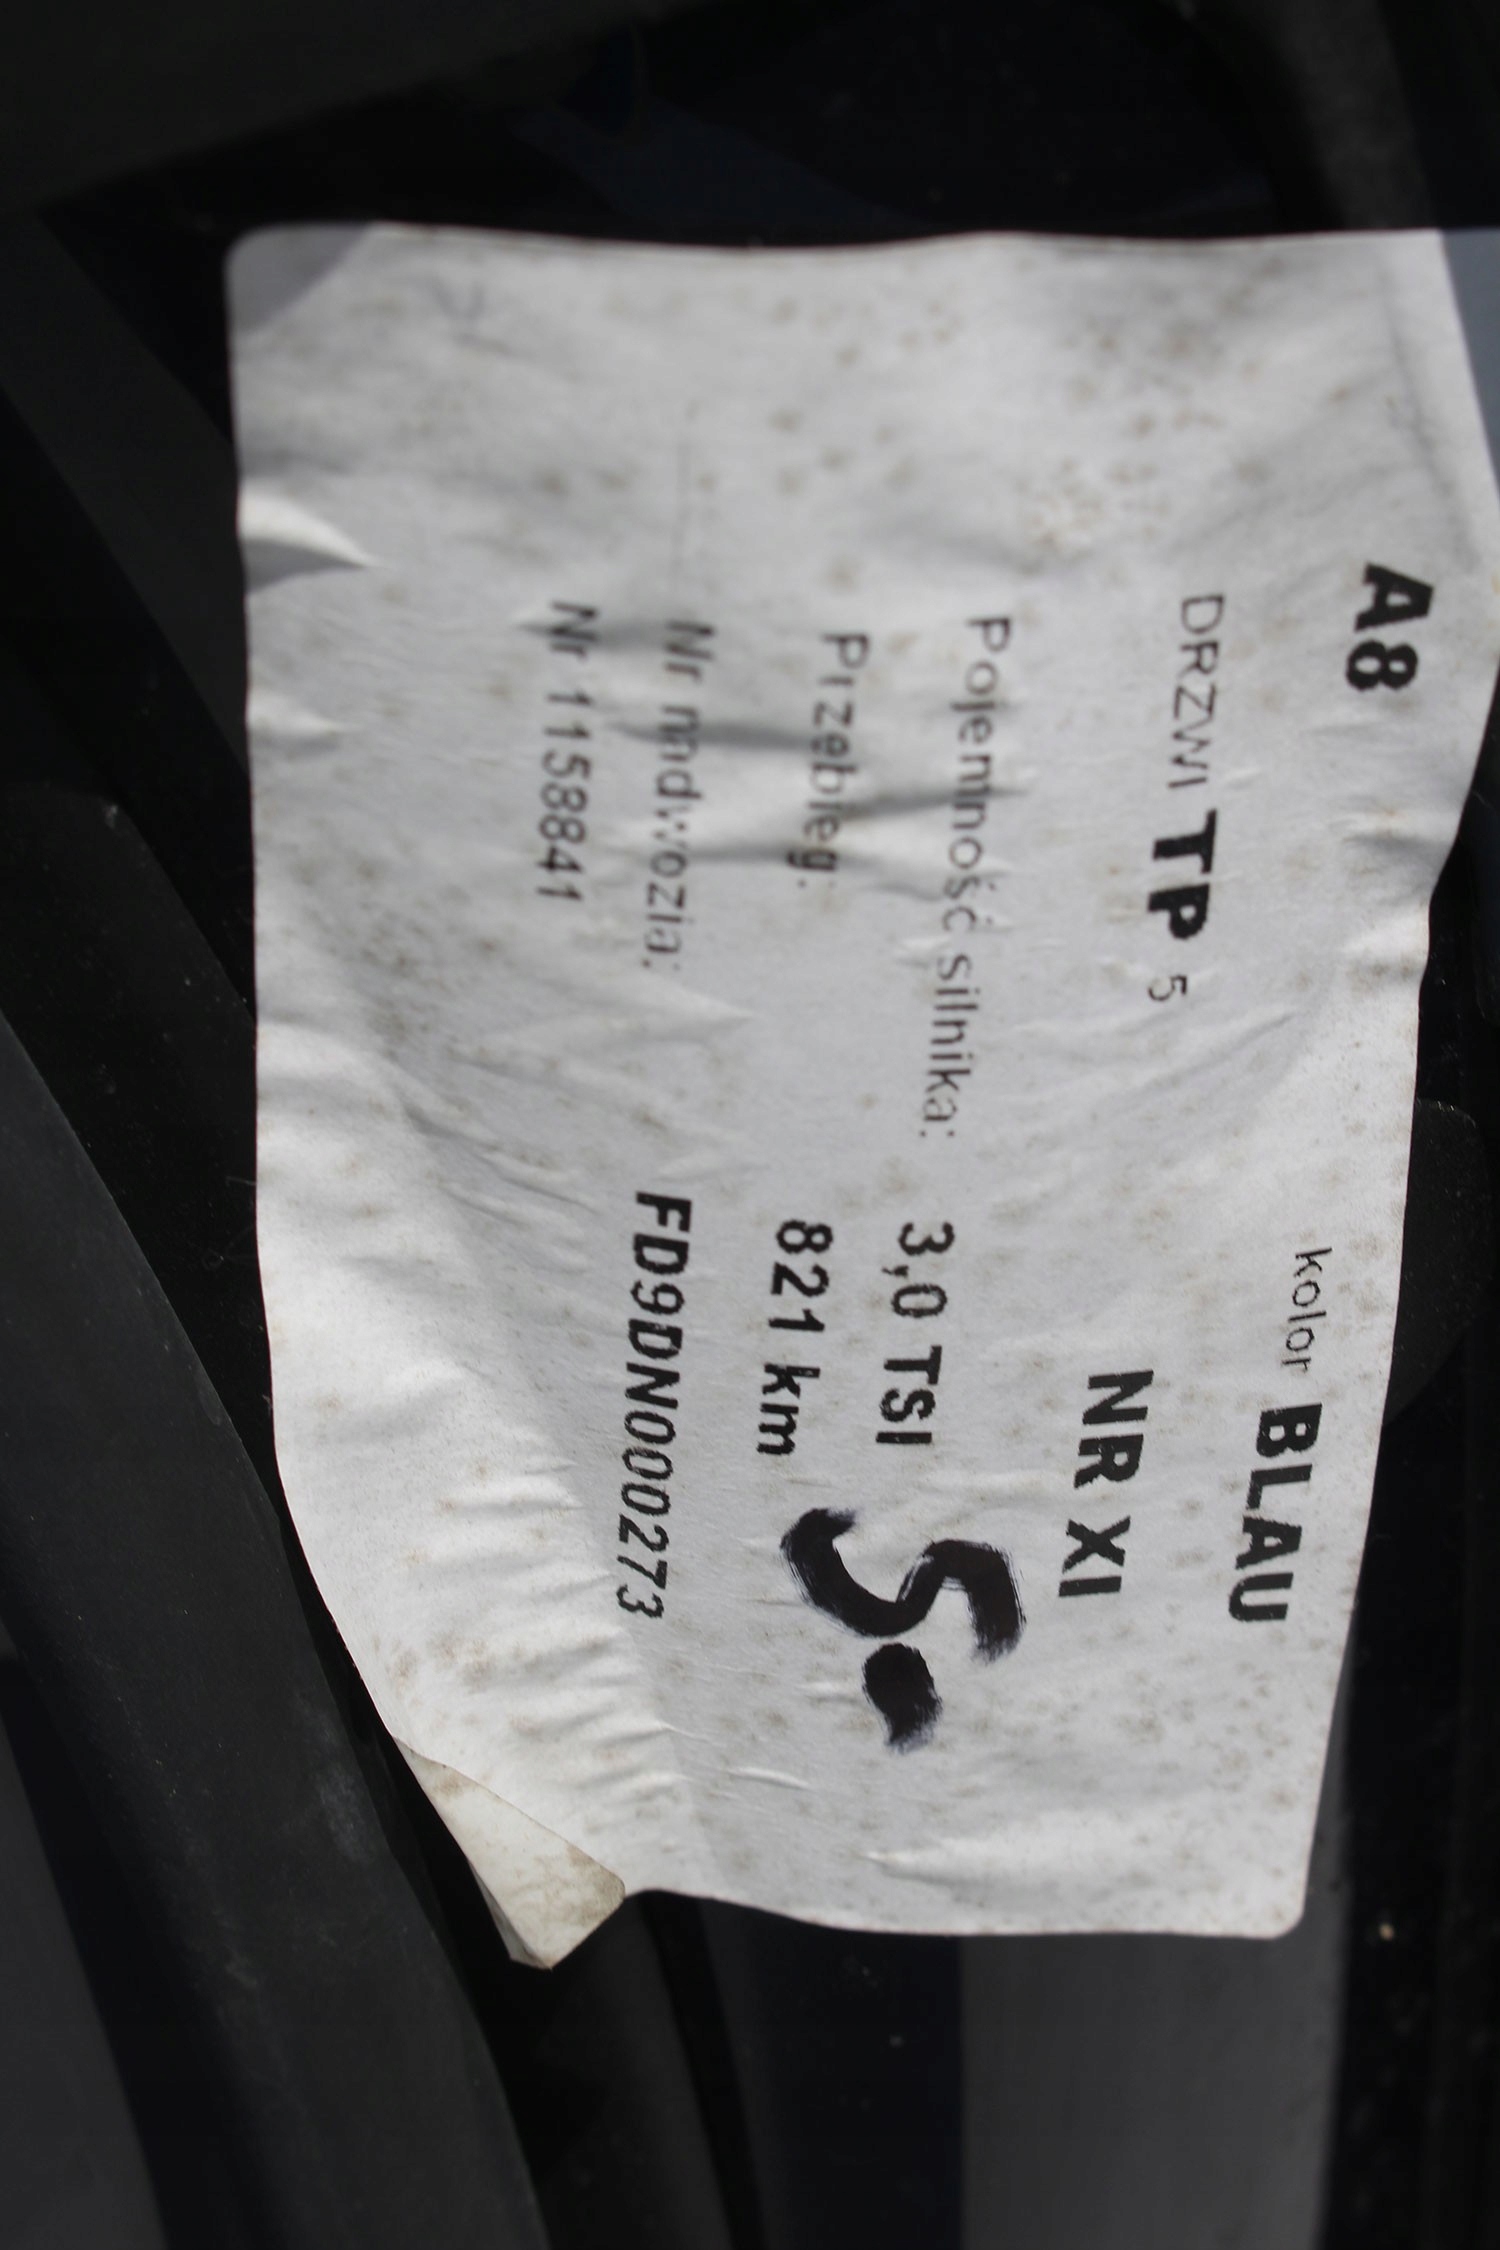 A8
kolor BLAU
DRZWI TP 5
NR XI
Pojemność silnika: 3,0 TSI
Przebieg: 821 km
5.
Nr nadwozia: FD9DN000273
Nr 1158841